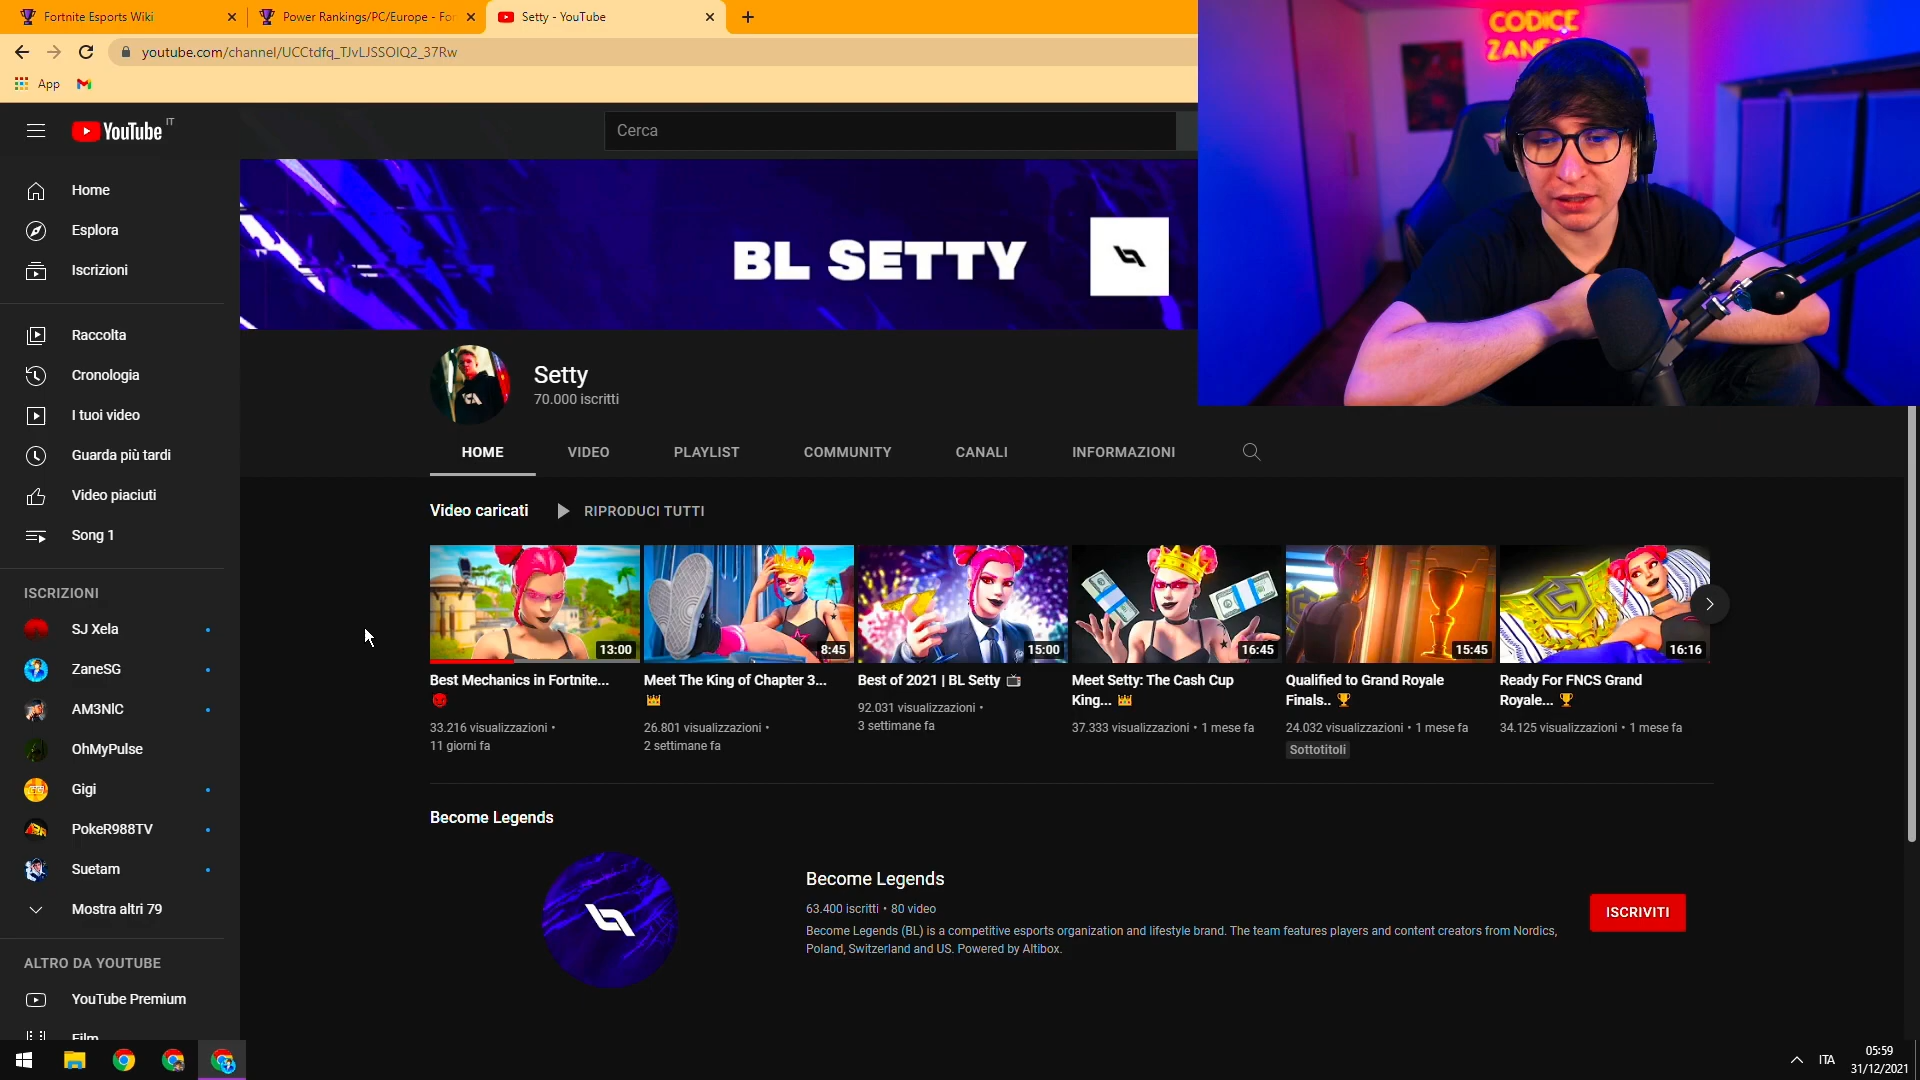 Fortnite Esports Wiki
Power Rankings/PC/Europe - For
Setty - YouTube
youtube.com/channel/UCCtdfq_TJvLJSSOIQ2_37Rw
App
YouTube IT
Cerca
CODICE
Home
Esplora
Iscrizioni
Raccolta
Cronologia
I tuoi video
Guarda più tardi
Video piaciuti
Song 1
ISCRIZIONI
SJ Xela
ZaneSG
AM3NIC
OhMyPulse
Gigi
PokeR988TV
Suetam
Mostra altri 79
ALTRO DA YOUTUBE
YouTube Premium
Film
BL SETTY
Setty
70.000 iscritti
HOME
VIDEO
PLAYLIST
COMMUNITY
CANALI
INFORMAZIONI
Video caricati
RIPRODUCI TUTTI
13:00
Best Mechanics in Fortnite...
33.216 visualizzazioni •
11 giorni fa
8:45
Meet The King of Chapter 3...
26.801 visualizzazioni •
2 settimane fa
15:00
Best of 2021 | BL Setty
92.031 visualizzazioni •
3 settimane fa
16:45
Meet Setty: The Cash Cup
King...
37.333 visualizzazioni • 1 mese fa
15:45
Qualified to Grand Royale
Finals..
24.032 visualizzazioni • 1 mese fa
Sottotitoli
16:16
Ready For FNCS Grand
Royale...
34.125 visualizzazioni • 1 mese fa
Become Legends
Become Legends
63.400 iscritti • 80 video
Become Legends (BL) is a competitive esports organization and lifestyle brand. The team features players and content creators from Nordics,
Poland, Switzerland and US. Powered by Altibox.
ISCRIVITI
ITA
05:59
31/12/2021